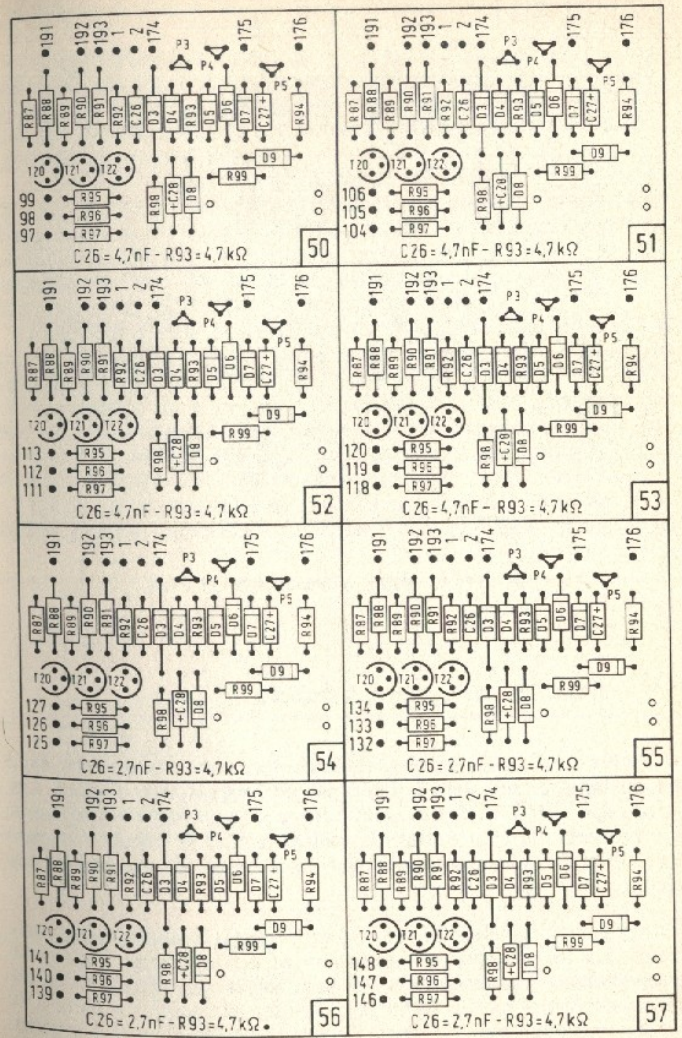 191 192 193 1 2 174 P3 P4 175 176
P5
R87 R88 R89 R90 R91 R92 C26 D3 D4 R93 D5 D6 D7 C27+ R94
T20 T21 T22 D9
R99
99 R95
98 R96 R98 +C28 D8
97 R97
C26=4,7nF-R93=4,7kΩ 50
191 192 193 1 2 174 P3 P4 175 176
P5
R87 R88 R89 R90 R91 R92 C26 D3 D4 R93 D5 D6 D7 C27+ R94
T20 T21 T22 D9
R99
106 R95
105 R96 R98 +C28 D8
104 R97
C26=4,7nF-R93=4,7kΩ 51
191 192 193 1 2 174 P3 P4 175 176
P5
R87 R88 R89 R90 R91 R92 C26 D3 D4 R93 D5 D6 D7 C27+ R94
T20 T21 T22 D9
R99
113 R95
112 R96 R98 +C28 D8
111 R97
C26=4,7nF-R93=4,7kΩ 52
191 192 193 1 2 174 P3 P4 175 176
P5
R87 R88 R89 R90 R91 R92 C26 D3 D4 R93 D5 D6 D7 C27+ R94
T20 T21 T22 D9
R99
120 R95
119 R96 R98 +C28 D8
118 R97
C26=4,7nF-R93=4,7kΩ 53
191 192 193 1 2 174 P3 P4 175 176
P5
R87 R88 R89 R90 R91 R92 C26 D3 D4 R93 D5 D6 D7 C27+ R94
T20 T21 T22 D9
R99
127 R95
126 R96 R98 +C28 D8
125 R97
C26=2,7nF-R93=4,7kΩ 54
191 192 193 1 2 174 P3 P4 175 176
P5
R87 R88 R89 R90 R91 R92 C26 D3 D4 R93 D5 D6 D7 C27+ R94
T20 T21 T22 D9
R99
134 R95
133 R96 R98 +C28 D8
132 R97
C26=2,7nF-R93=4,7kΩ 55
191 192 193 1 2 174 P3 P4 175 176
P5
R87 R88 R89 R90 R91 R92 C26 D3 D4 R93 D5 D6 D7 C27+ R94
T20 T21 T22 D9
R99
141 R95
140 R96 R98 +C28 D8
139 R97
C26=2,7nF-R93=4,7kΩ 56
191 192 193 1 2 174 P3 P4 175 176
P5
R87 R88 R89 R90 R91 R92 C26 D3 D4 R93 D5 D6 D7 C27+ R94
T20 T21 T22 D9
R99
148 R95
147 R96 R98 +C28 D8
146 R97
C26=2,7nF-R93=4,7kΩ 57